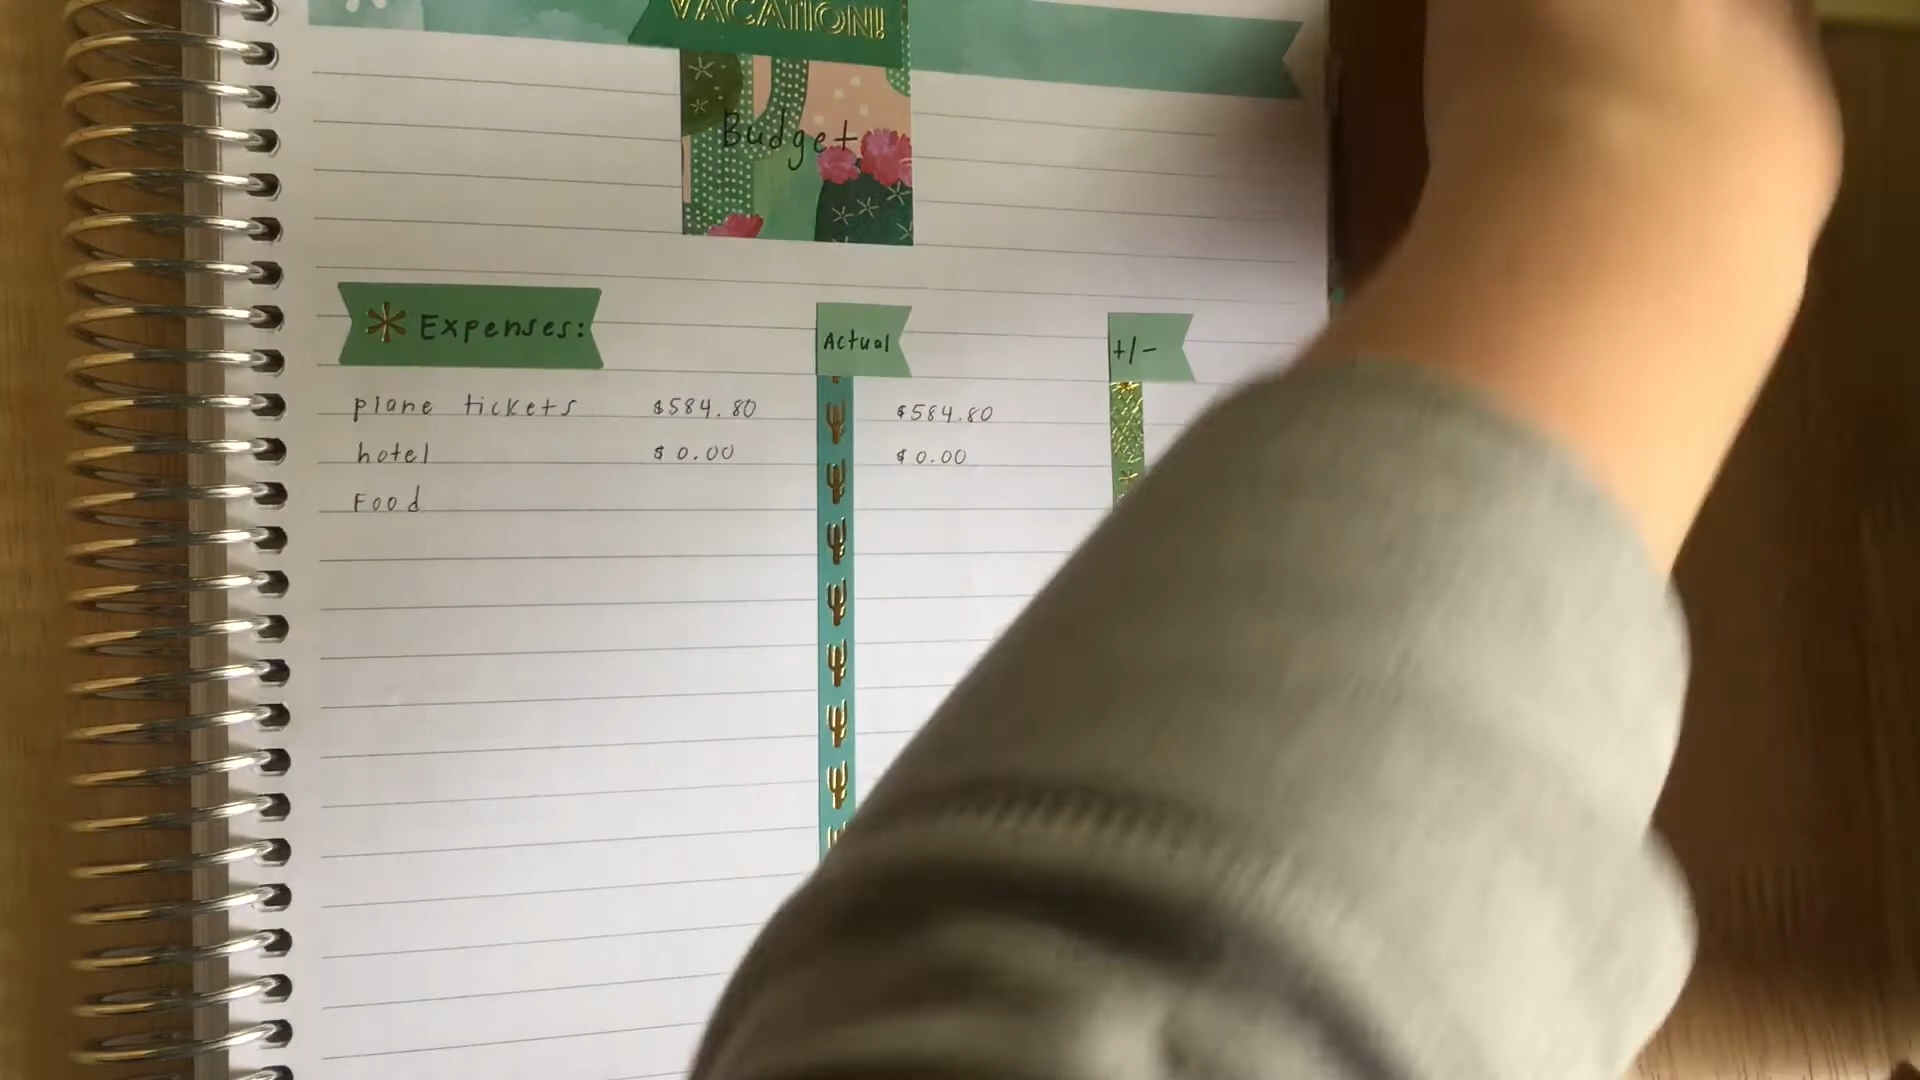 VACATION!
Budget
* Expenses:
Actual
+/-
plane tickets $584.80 $584.80
hotel $0.00 $0.00
Food